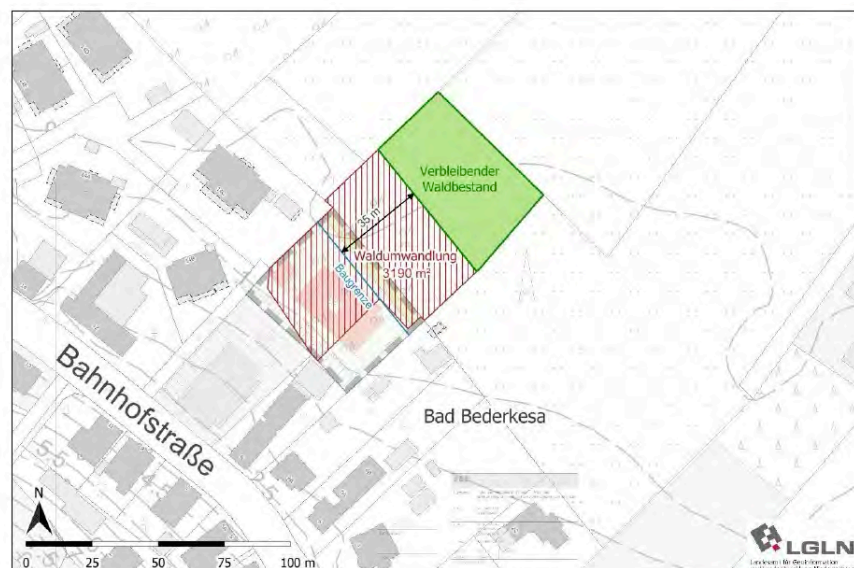 Verbleibender
Waldbestand
35 m
Waldumwandlung
3190 m²
Baugrenze
Bahnhofstraße
Bad Bederkesa
N
0 25 50 75 100 m
LGLN